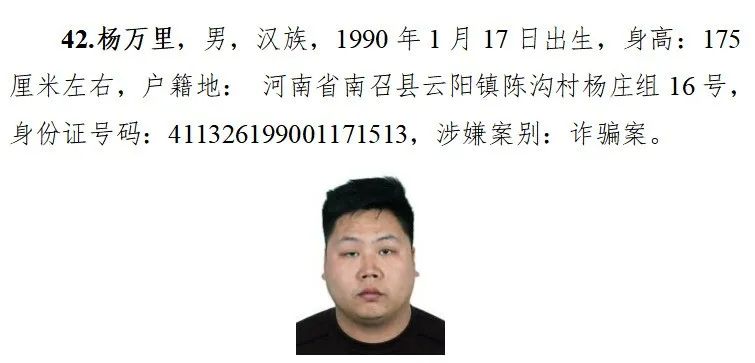 42.杨万里，男，汉族，1990 年 1 月 17 日出生，身高：175
厘米左右，户籍地： 河南省南召县云阳镇陈沟村杨庄组 16 号，
身份证号码：411326199001171513，涉嫌案别：诈骗案。